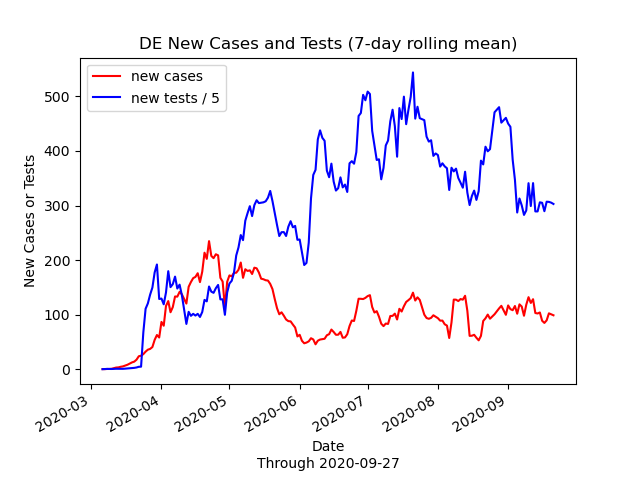 DE New Cases and Tests (7-day rolling mean)
new cases
new tests / 5
New Cases or Tests
500
400
300
200
100
0
2020-03
2020-04
2020-05
2020-06
2020-07
2020-08
2020-09
Date
Through 2020-09-27